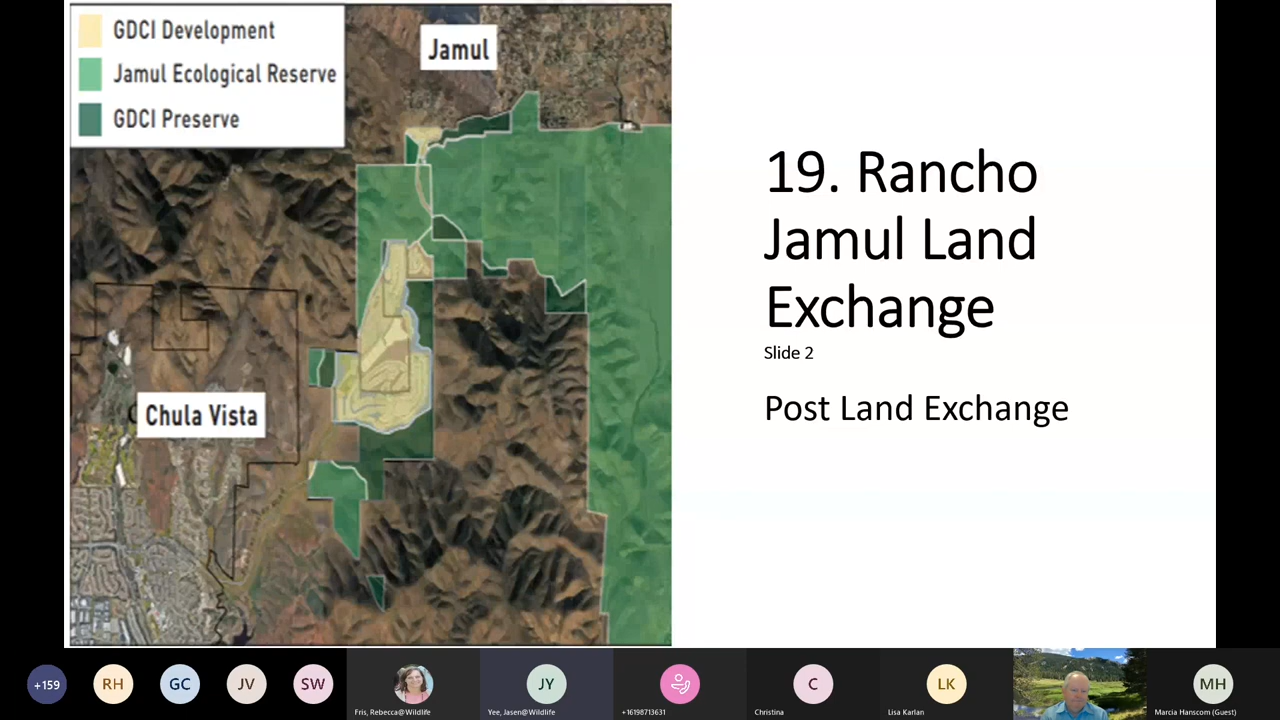 GDCI Development
Jamul Ecological Reserve
GDCI Preserve
Jamul
Chula Vista
19. Rancho
Jamul Land
Exchange
Slide 2
Post Land Exchange
+159
RH
GC
JV
SW
Fris, Rebecca@Wildlife
JY
Yee, Jasen@Wildlife
+16198713631
C
Christina
LK
Lisa Karlan
MH
Marcia Hanscom (Guest)